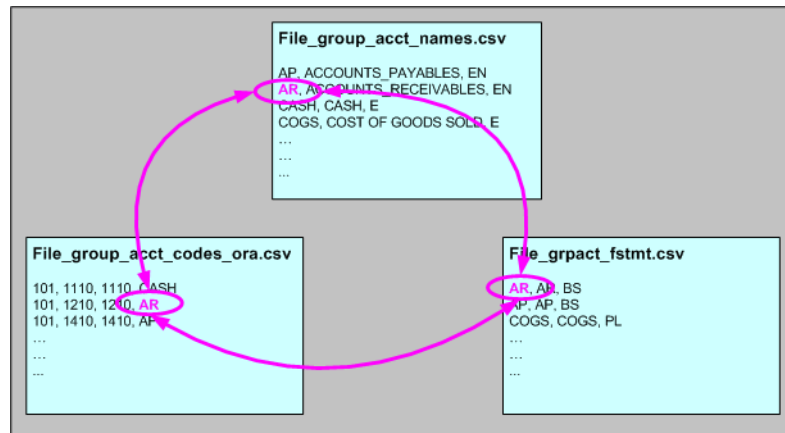 File_group_acct_names.csv
AP, ACCOUNTS_PAYABLES, EN
AR, ACCOUNTS_RECEIVABLES, EN
CASH, CASH, E
COGS, COST OF GOODS SOLD, E
...
...
...
File_group_acct_codes_ora.csv
101, 1110, 1110, CASH
101, 1210, 1210, AR
101, 1410, 1410, AP
...
...
...
File_grpact_fstmt.csv
AR, AR, BS
AP, AP, BS
COGS, COGS, PL
...
...
...